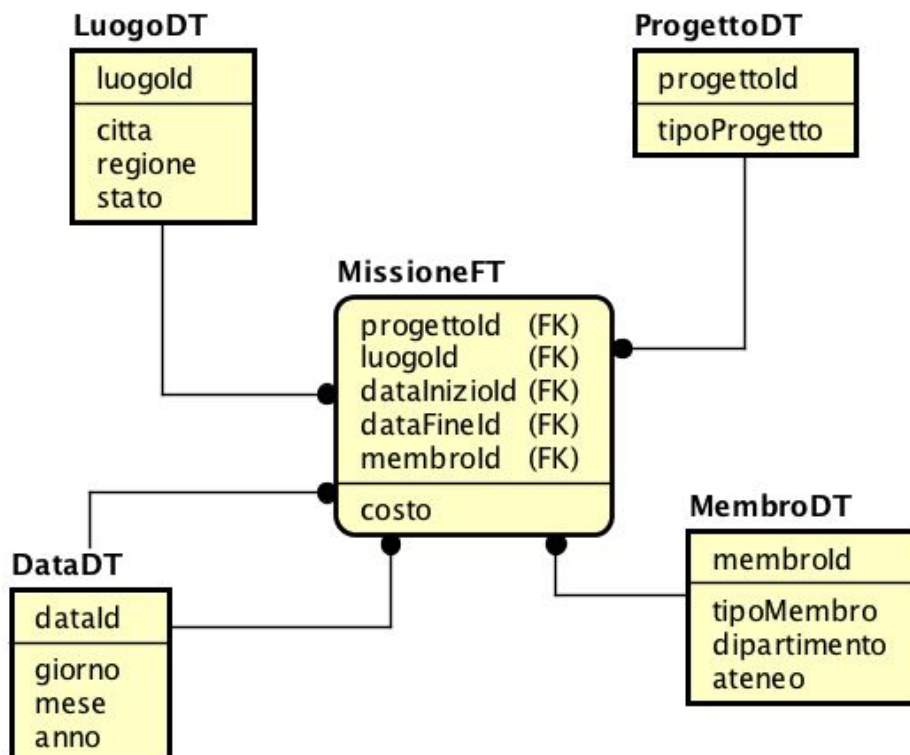 LuogoDT
luogoId
citta
regione
stato
ProgettoDT
progettoId
tipoProgetto
MissioneFT
progettoId (FK)
luogoId (FK)
dataInizioId (FK)
dataFineId (FK)
membroId (FK)
costo
DataDT
dataId
giorno
mese
anno
MembroDT
membroId
tipoMembro
dipartimento
ateneo